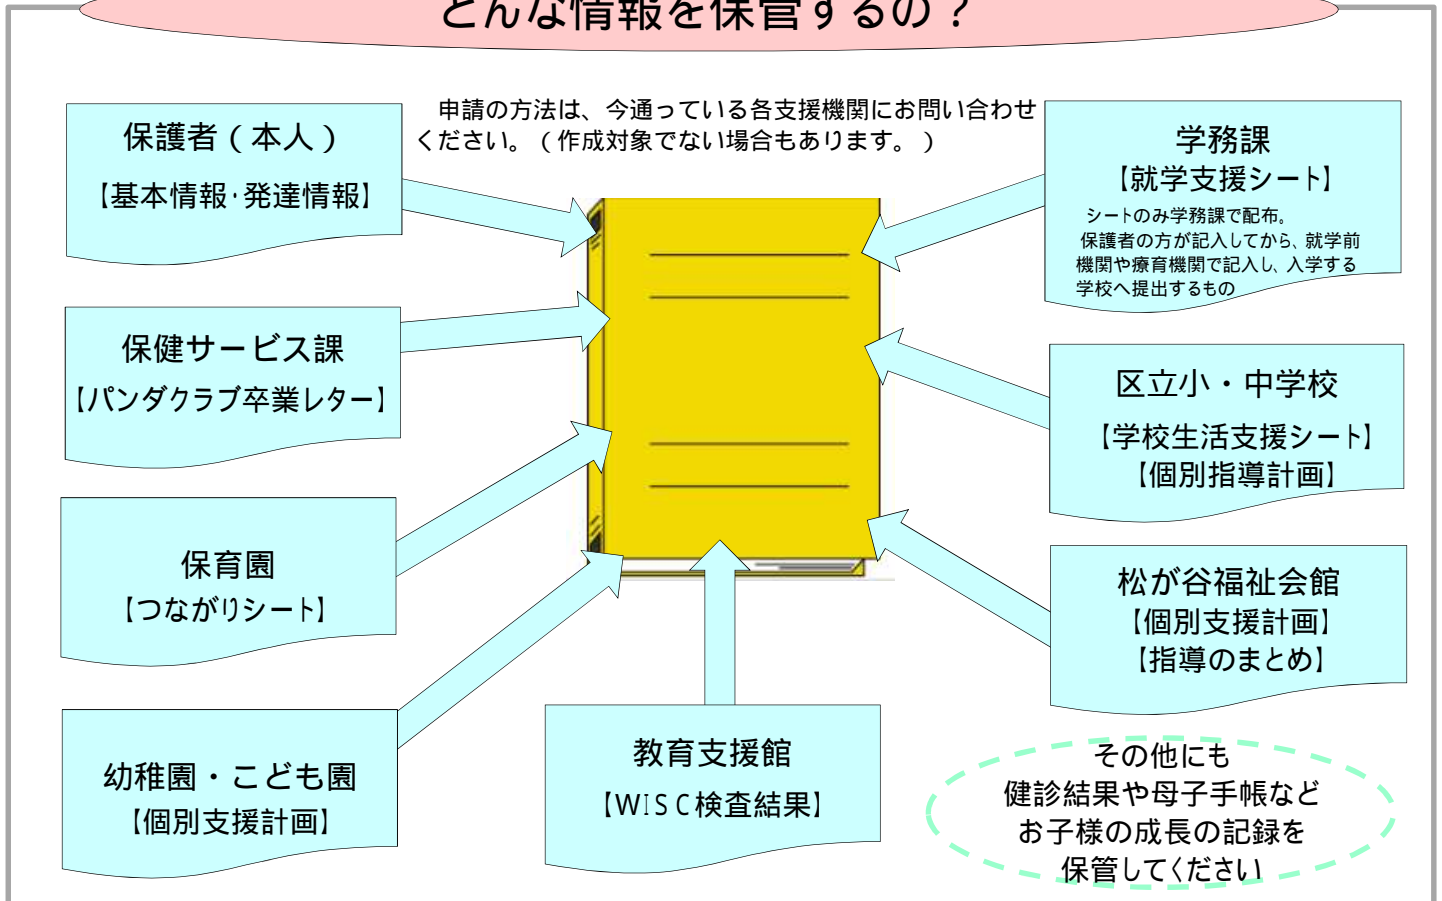 どんな情報を保管するの？
申請の方法は、今通っている各支援機関にお問い合わせ
ください。（作成対象でない場合もあります。）
保護者（本人）
【基本情報・発達情報】
保健サービス課
【パンダクラブ卒業レター】
保育園
【つながりシート】
幼稚園・こども園
【個別支援計画】
教育支援館
【WISC検査結果】
学務課
【就学支援シート】
シートのみ学務課で配布。
保護者の方が記入してから、就学前
機関や療育機関で記入し、入学する
学校へ提出するもの
区立小・中学校
【学校生活支援シート】
【個別指導計画】
松が谷福祉会館
【個別支援計画】
【指導のまとめ】
その他にも
健診結果や母子手帳など
お子様の成長の記録を
保管してください